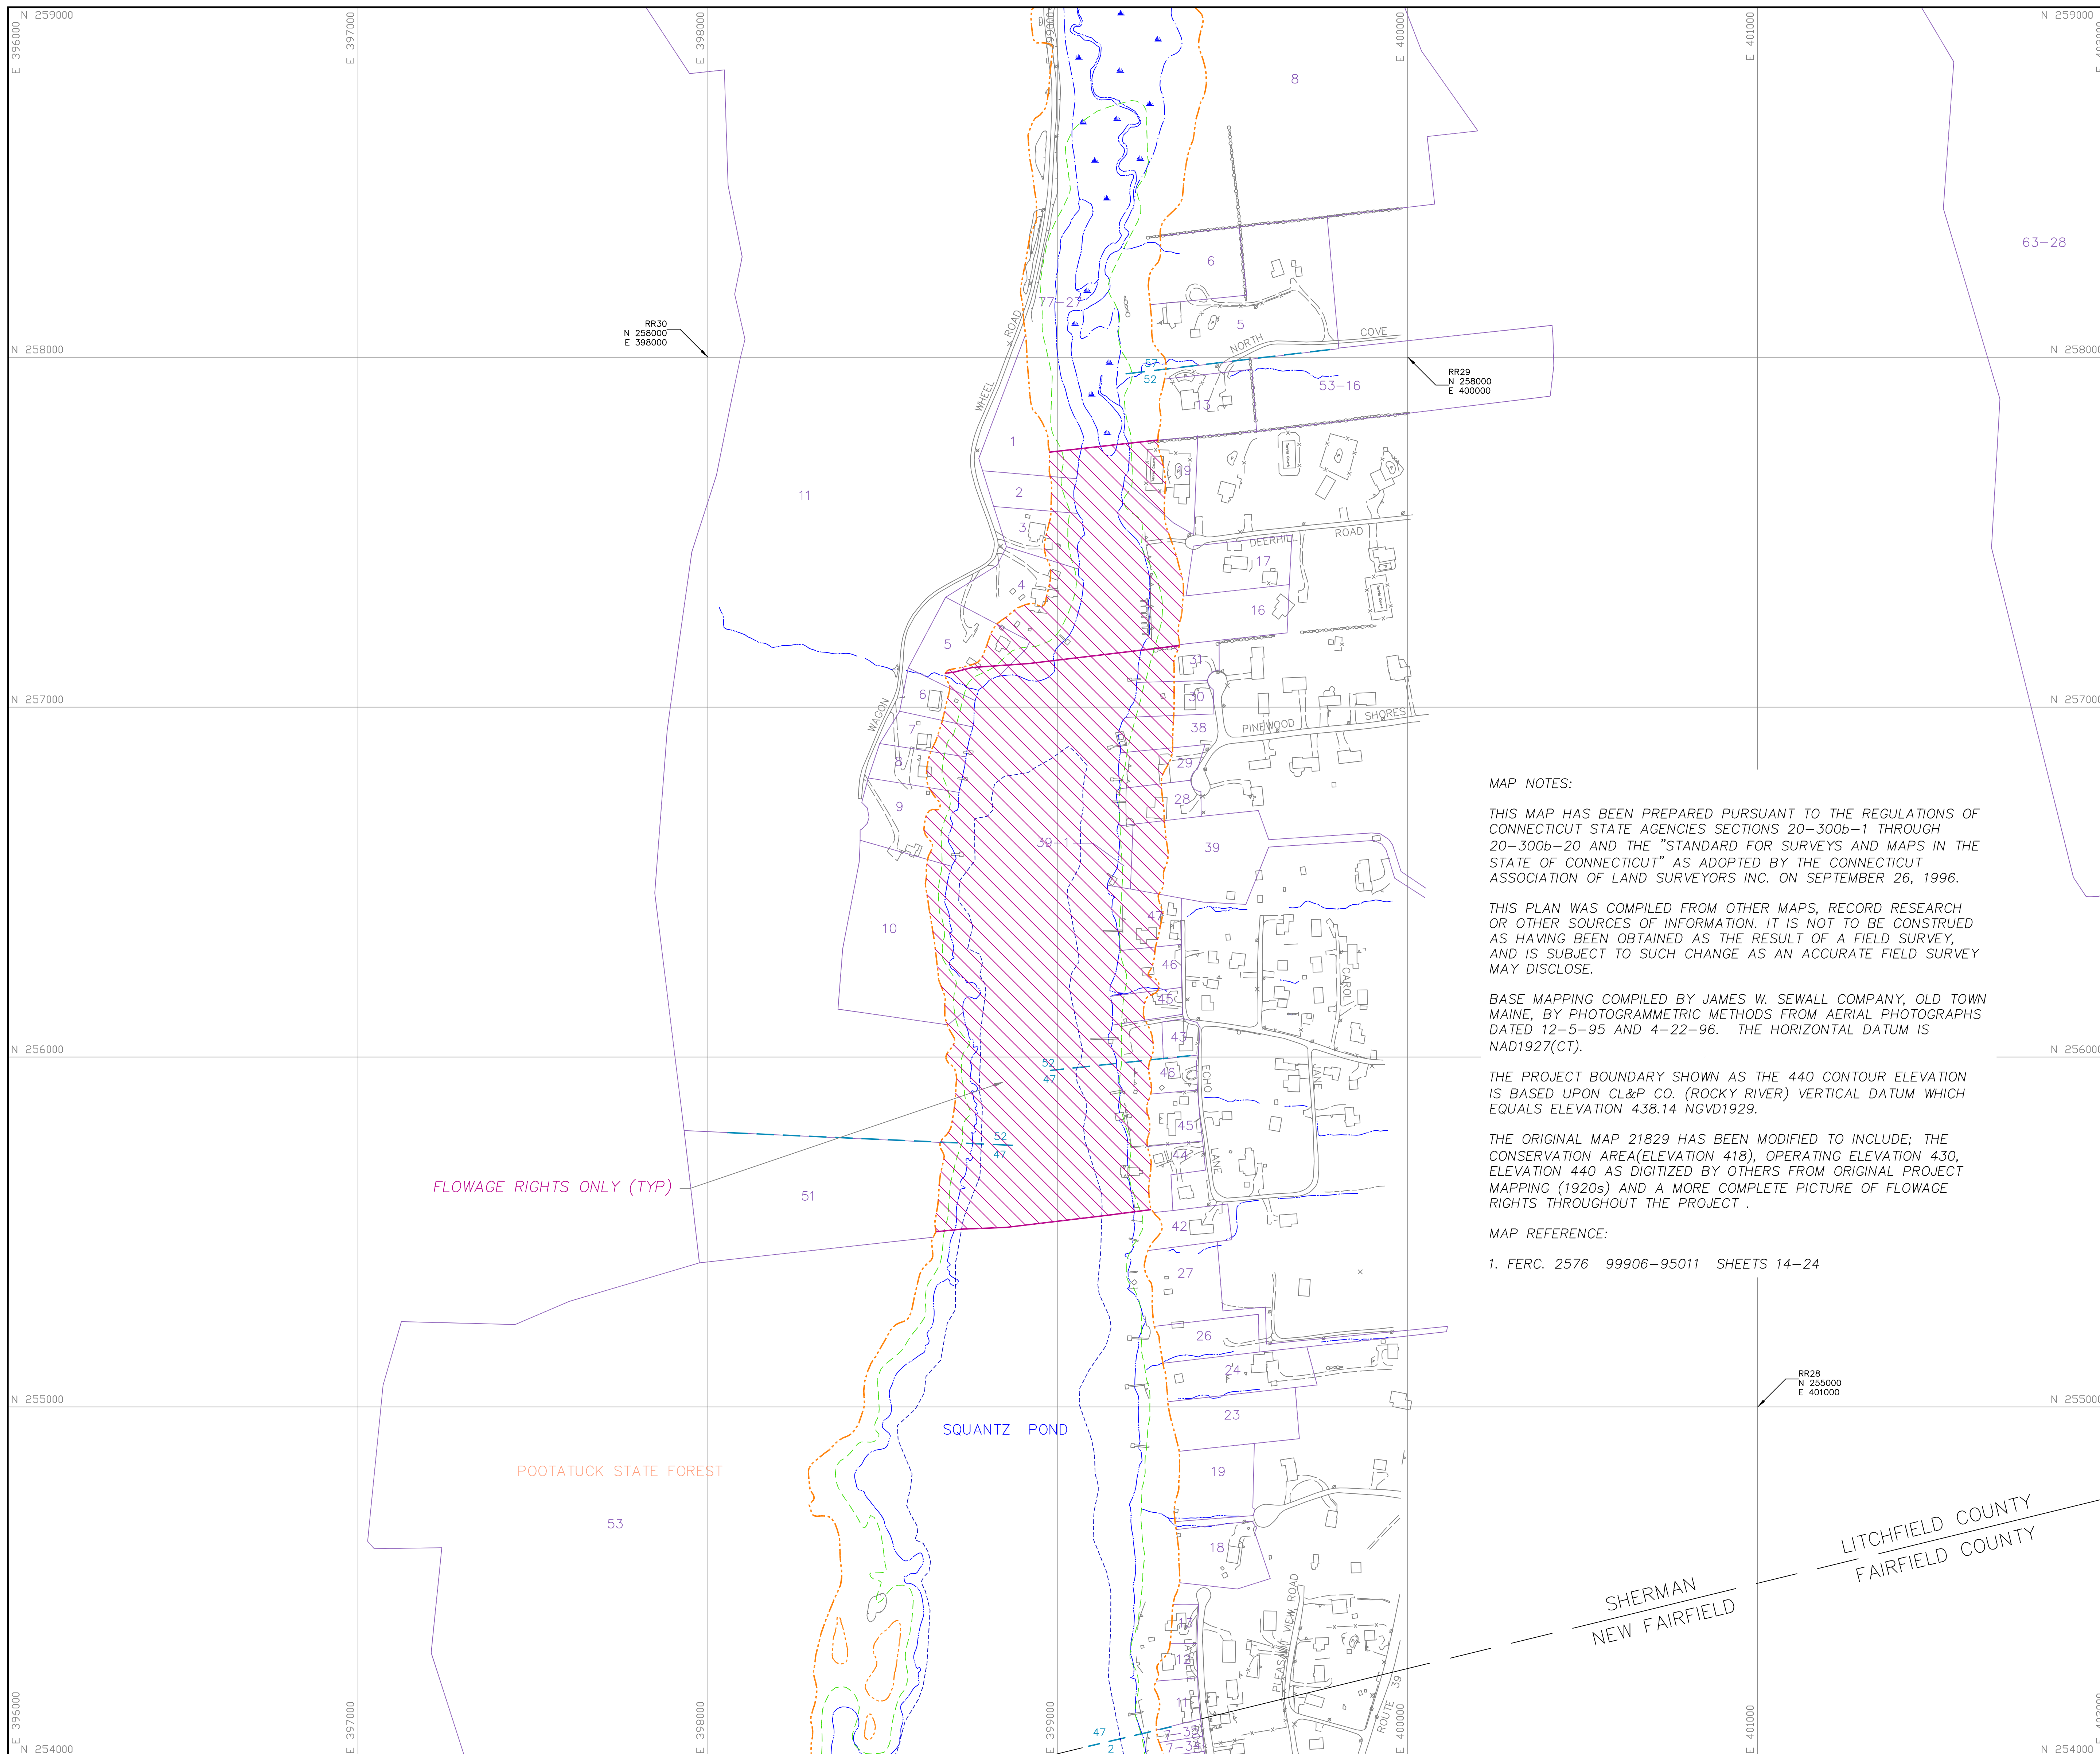 N 259000
N 259000
E 396000
E 397000
E 398000
E 399000
E 400000
E 401000
8
63-28
6
77-27
5
WHEEL ROAD
NORTH COVE
RR30
N 258000
E 398000
N 258000
N 258000
57
52
53-16
13
RR29
N 258000
E 400000
1
11
2
19
3
DEERHILL ROAD
17
4
16
5
31
6
30
N 257000
N 257000
WAGON
38
PINEWOOD SHORES
7
8
29
28
9
39-1
39
10
47
46
45
CAROL
43
N 256000
N 256000
52
47
46
ECHO LANE
JANE
45
52
47
44
FLOWAGE RIGHTS ONLY (TYP)
51
42
27
26
24
23
N 255000
N 255000
MAP NOTES:
THIS MAP HAS BEEN PREPARED PURSUANT TO THE REGULATIONS OF
CONNECTICUT STATE AGENCIES SECTIONS 20-300b-1 THROUGH
20-300b-20 AND THE "STANDARD FOR SURVEYS AND MAPS IN THE
STATE OF CONNECTICUT" AS ADOPTED BY THE CONNECTICUT
ASSOCIATION OF LAND SURVEYORS INC. ON SEPTEMBER 26, 1996.
THIS PLAN WAS COMPILED FROM OTHER MAPS, RECORD RESEARCH
OR OTHER SOURCES OF INFORMATION. IT IS NOT TO BE CONSTRUED
AS HAVING BEEN OBTAINED AS THE RESULT OF A FIELD SURVEY,
AND IS SUBJECT TO SUCH CHANGE AS AN ACCURATE FIELD SURVEY
MAY DISCLOSE.
BASE MAPPING COMPILED BY JAMES W. SEWALL COMPANY, OLD TOWN
MAINE, BY PHOTOGRAMMETRIC METHODS FROM AERIAL PHOTOGRAPHS
DATED 12-5-95 AND 4-22-96. THE HORIZONTAL DATUM IS
NAD1927(CT).
THE PROJECT BOUNDARY SHOWN AS THE 440 CONTOUR ELEVATION
IS BASED UPON CL&P CO. (ROCKY RIVER) VERTICAL DATUM WHICH
EQUALS ELEVATION 438.14 NGVD1929.
THE ORIGINAL MAP 21829 HAS BEEN MODIFIED TO INCLUDE; THE
CONSERVATION AREA(ELEVATION 418), OPERATING ELEVATION 430,
ELEVATION 440 AS DIGITIZED BY OTHERS FROM ORIGINAL PROJECT
MAPPING (1920s) AND A MORE COMPLETE PICTURE OF FLOWAGE
RIGHTS THROUGHOUT THE PROJECT .
MAP REFERENCE:
1. FERC. 2576 99906-95011 SHEETS 14-24
RR28
N 255000
E 401000
SQUANTZ POND
POOTATUCK STATE FOREST
53
19
18
13
12
11
PLEASANT VIEW ROAD
ROUTE 39
LITCHFIELD COUNTY
FAIRFIELD COUNTY
SHERMAN
NEW FAIRFIELD
47
2
7-35
7-34
E 396000
E 397000
E 398000
E 399000
E 400000
E 401000
N 254000
N 254000